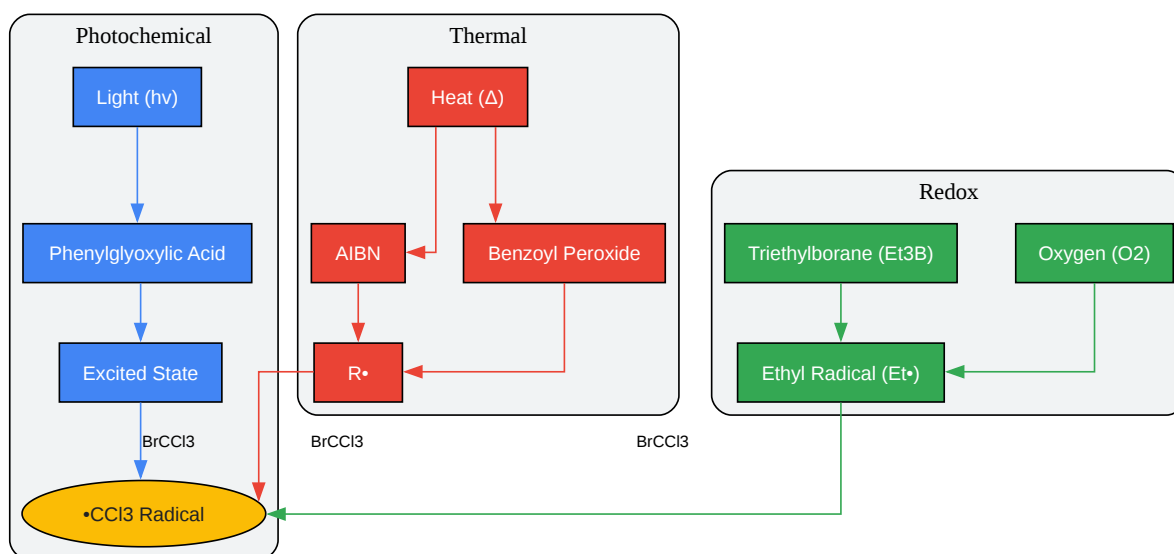 Photochemical
Thermal
Light (hv)
Heat (Δ)
Redox
Phenylglyoxylic Acid
AIBN
Benzoyl Peroxide
Triethylborane (Et3B)
Oxygen (O2)
Excited State
R•
Ethyl Radical (Et•)
BrCCl3
BrCCl3
BrCCl3
•CCl3 Radical